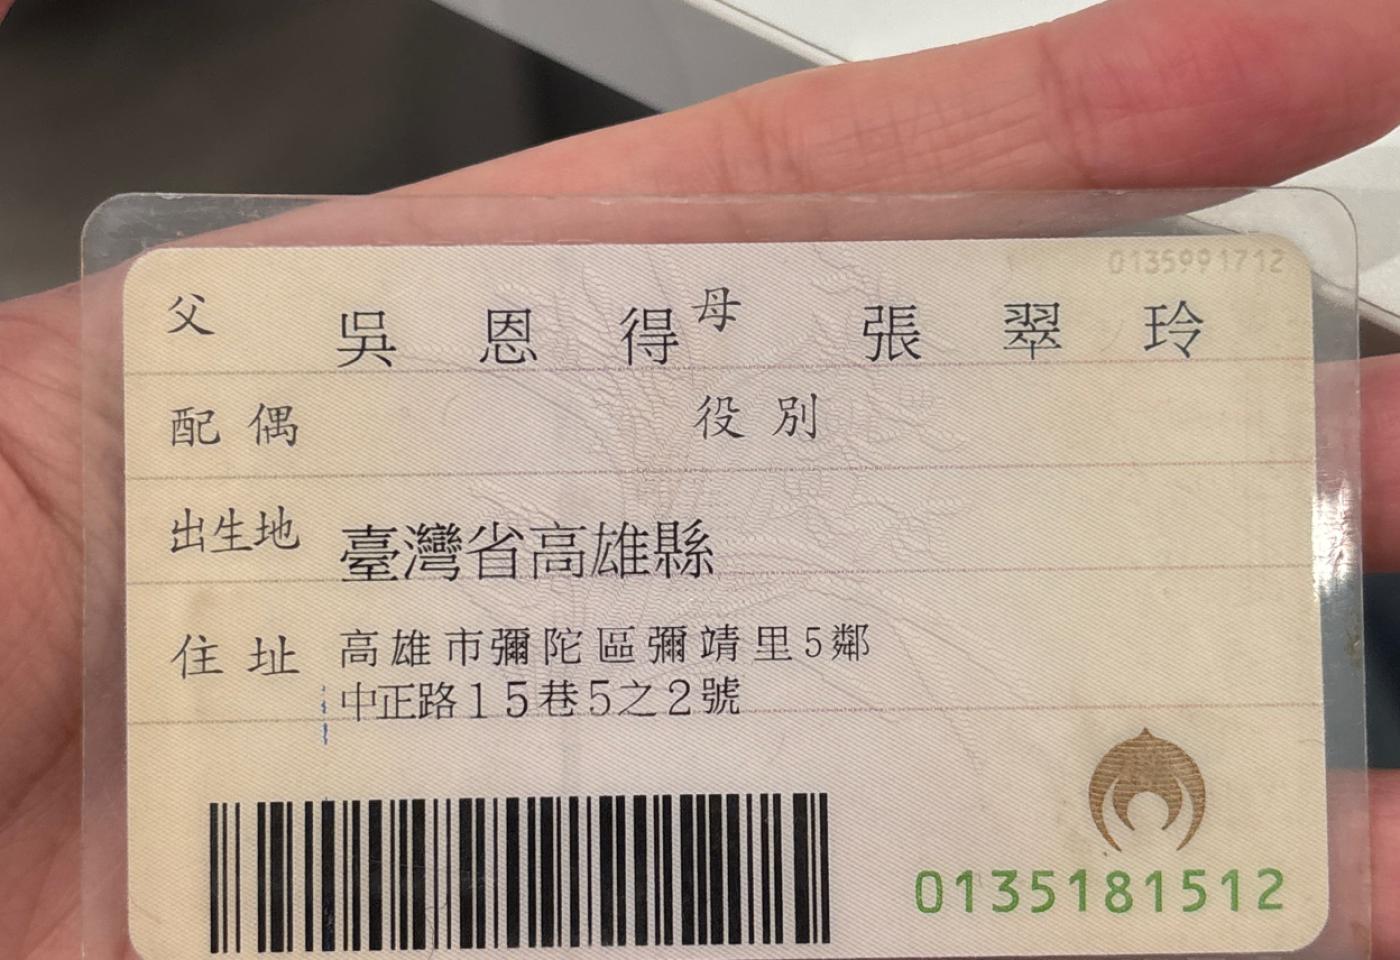 0135991712
父 吳恩得 母 張翠玲
配偶 役別
出生地 臺灣省高雄縣
住址 高雄市彌陀區彌靖里5鄰
中正路15巷5之2號
0135181512